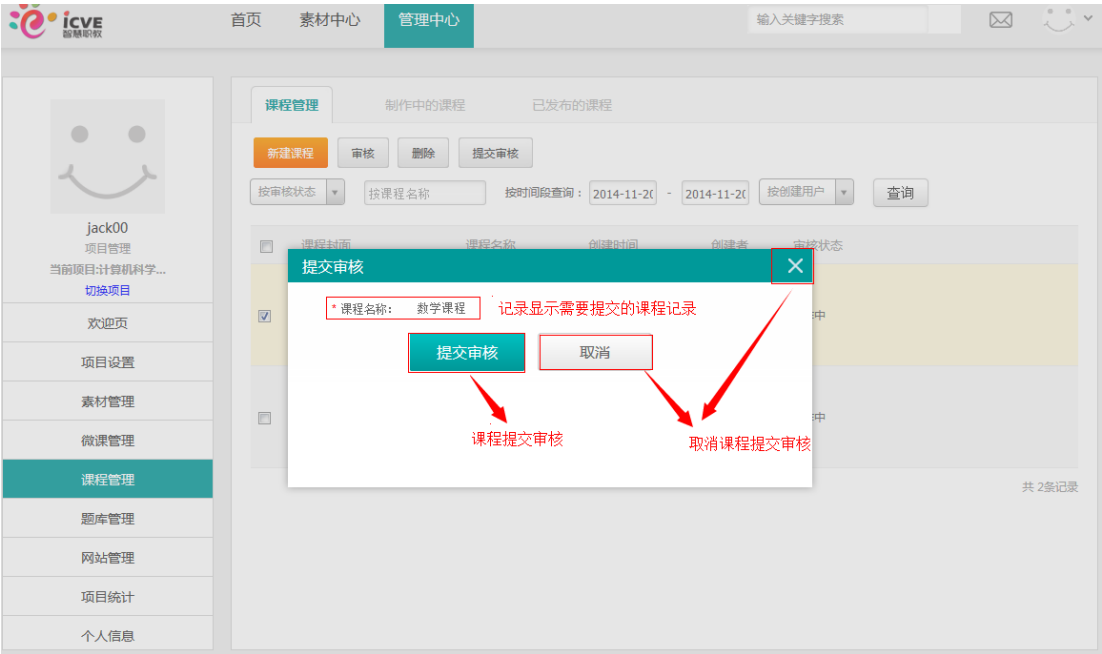 icve
智慧职教
首页 素材中心 管理中心 输入关键字搜索
课程管理 制作中的课程 已发布的课程
新建课程 审核 删除 提交审核
按审核状态 按课程名称 按时间段查询： 2014-11-20 - 2014-11-20 按创建用户 查询
jack00
项目管理
当前项目:计算机科学...
切换项目
欢迎页
项目设置
素材管理
微课管理
课程管理
题库管理
网站管理
项目统计
个人信息
课程封面 课程名称 创建时间 创建者 审核状态
提交审核
* 课程名称: 数学课程 记录显示需要提交的课程记录
提交审核 取消
课程提交审核 取消课程提交审核
中
中
共 2条记录